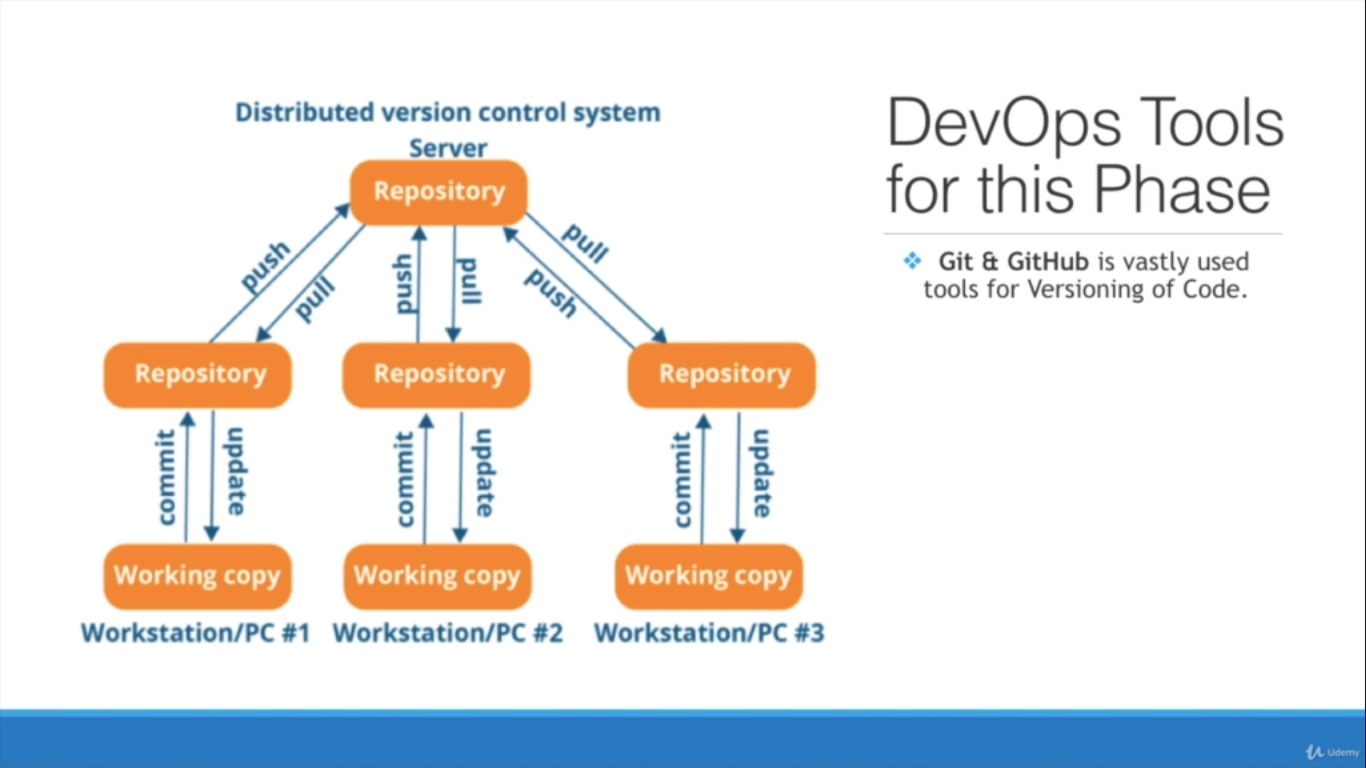 Distributed version control system
Server
Repository
push
pull
push
pull
pull
push
Repository
Repository
Repository
commit
update
commit
update
commit
update
Working copy
Working copy
Working copy
Workstation/PC #1
Workstation/PC #2
Workstation/PC #3
DevOps Tools
for this Phase
Git & GitHub is vastly used
tools for Versioning of Code.
Udemy